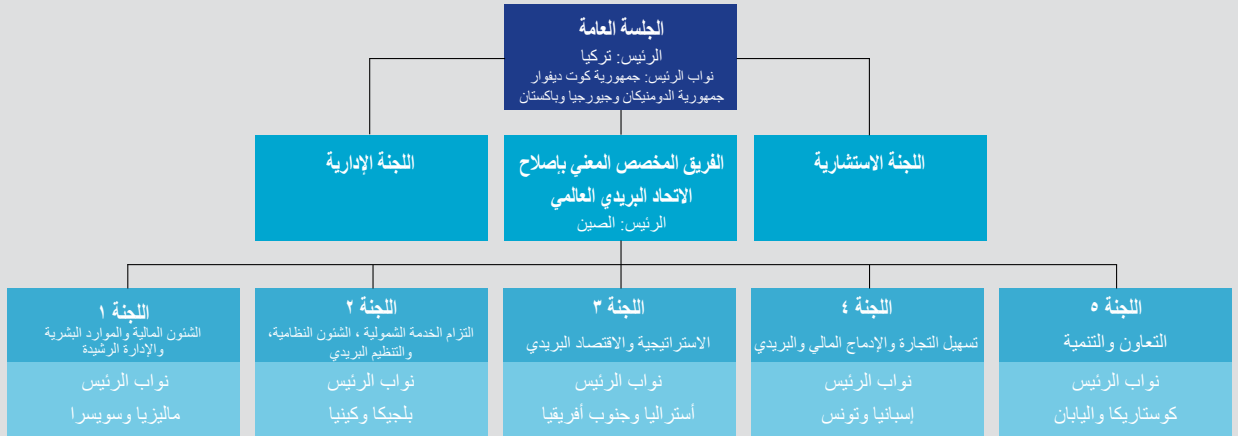 الجلسة العامة
الرئيس: تركيا
نواب الرئيس: جمهورية كوت ديفوار
جمهورية الدومنيكان وجيورجيا وباكستان
اللجنة الاستشارية
الفريق المخصص المعني بإصلاح
الاتحاد البريدي العالمي
الرئيس: الصين
اللجنة الإدارية
اللجنة ١
الشئون المالية والموارد البشرية
والإدارة الرشيدة
نواب الرئيس
ماليزيا وسويسرا
اللجنة ٢
التزام الخدمة الشمولية ، الشئون النظامية،
والتنظيم البريدي
نواب الرئيس
بلجيكا وكينيا
اللجنة ٣
الاستراتيجية والاقتصاد البريدي
نواب الرئيس
أستراليا وجنوب أفريقيا
اللجنة ٤
تسهيل التجارة والإدماج المالي والبريدي
نواب الرئيس
إسبانيا وتونس
اللجنة ٥
التعاون والتنمية
نواب الرئيس
كوستاريكا واليابان